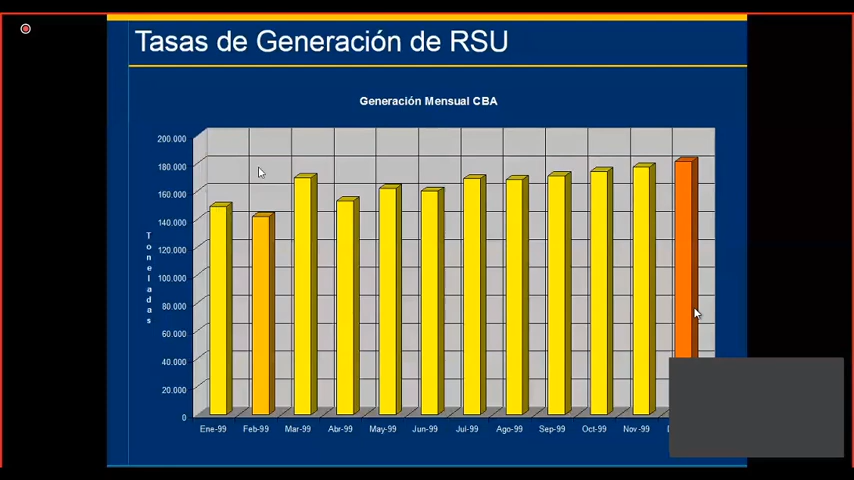 Tasas de Generación de RSU
Generación Mensual CBA
200.000
180.000
160.000
140.000
120.000
100.000
80.000
60.000
40.000
20.000
0
Toneladas
Ene-99 Feb-99 Mar-99 Abr-99 May-99 Jun-99 Jul-99 Ago-99 Sep-99 Oct-99 Nov-99